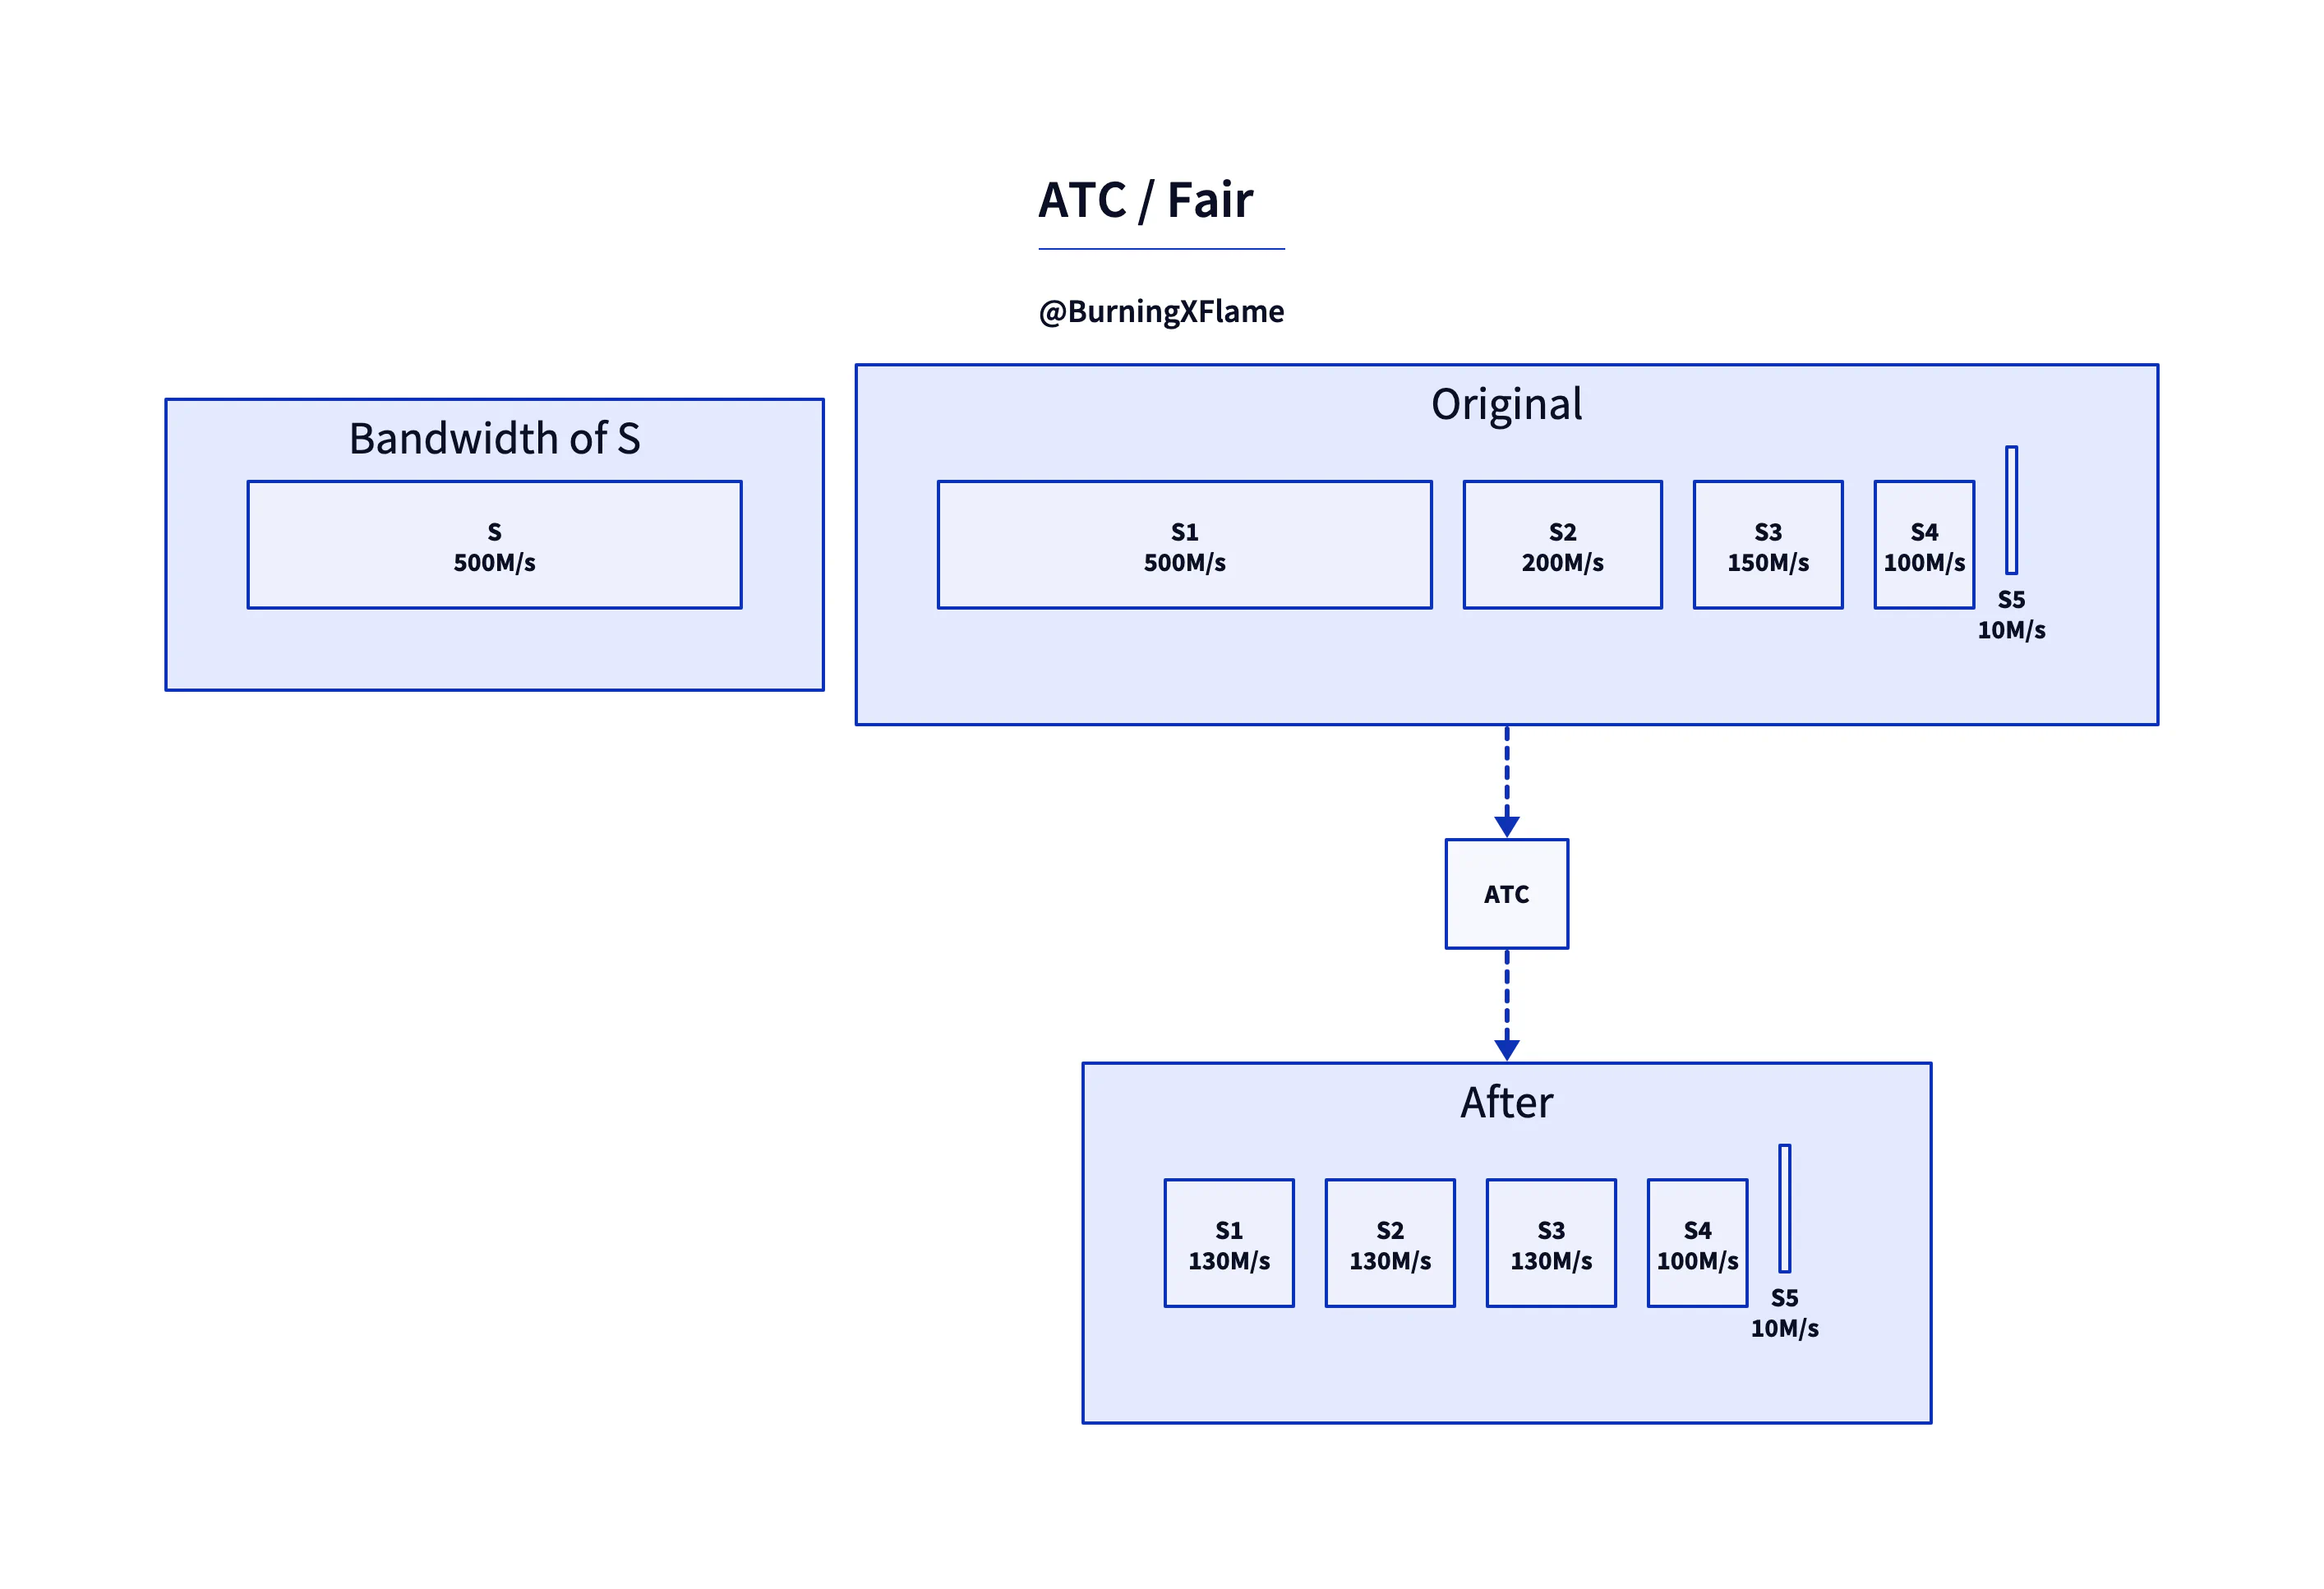 ATC / Fair
@BurningXFlame
Bandwidth of S
S
500M/s
Original
S1
500M/s
S2
200M/s
S3
150M/s
S4
100M/s
S5
10M/s
ATC
After
S1
130M/s
S2
130M/s
S3
130M/s
S4
100M/s
S5
10M/s